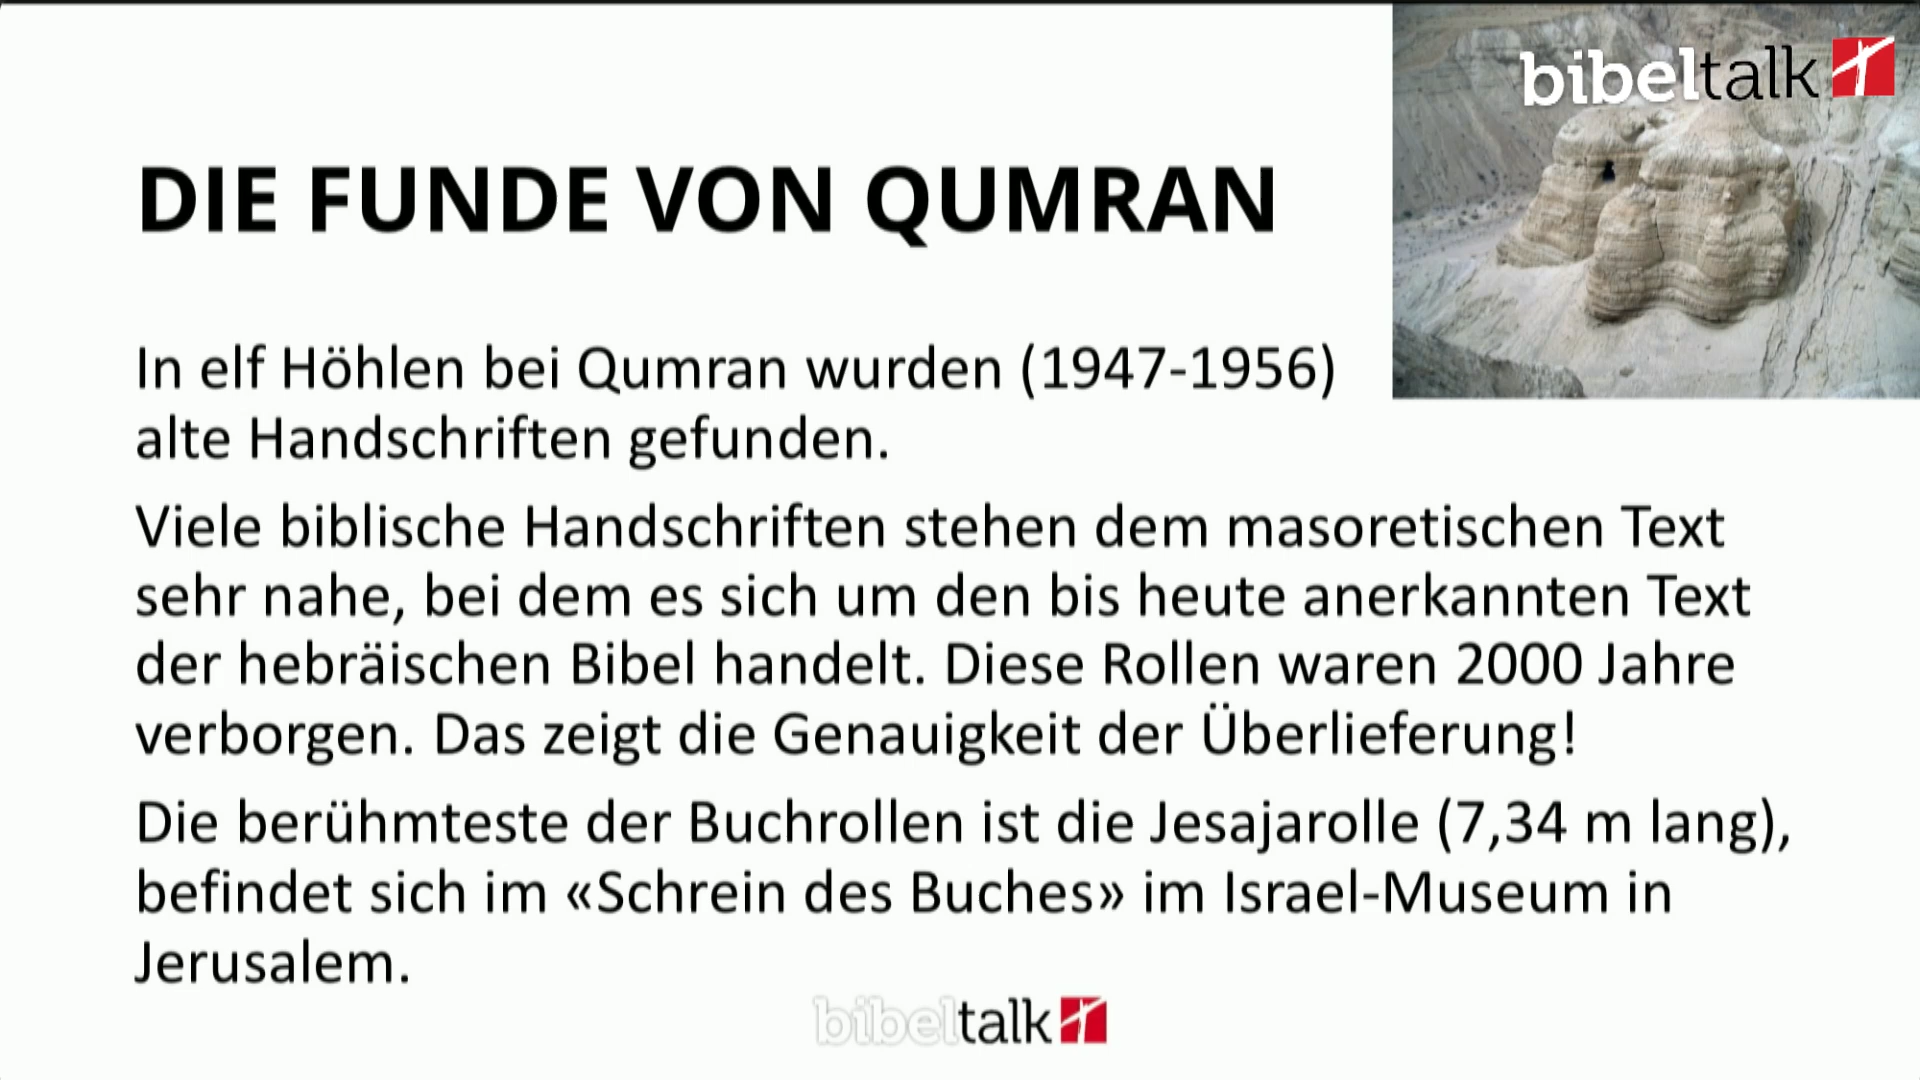 bibeltalk
DIE FUNDE VON QUMRAN
In elf Höhlen bei Qumran wurden (1947-1956)
alte Handschriften gefunden.
Viele biblische Handschriften stehen dem masoretischen Text
sehr nahe, bei dem es sich um den bis heute anerkannten Text
der hebräischen Bibel handelt. Diese Rollen waren 2000 Jahre
verborgen. Das zeigt die Genauigkeit der Überlieferung!
Die berühmteste der Buchrollen ist die Jesajarolle (7,34 m lang),
befindet sich im «Schrein des Buches» im Israel-Museum in
Jerusalem.
bibeltalk